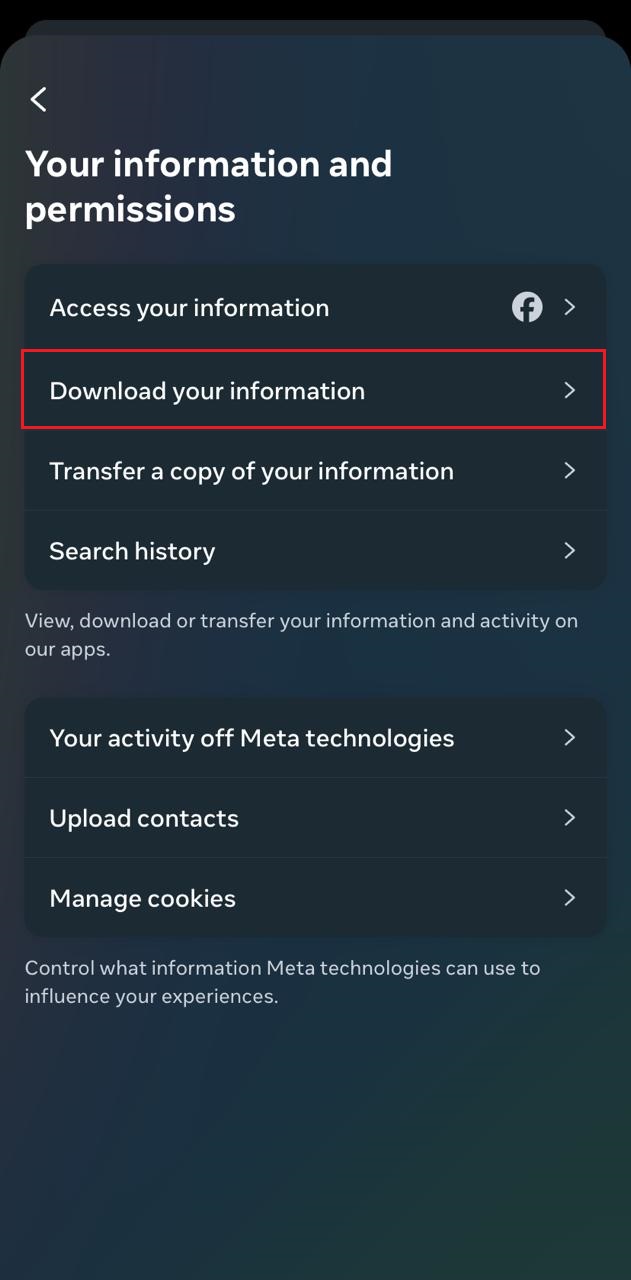 Your information and
permissions
Access your information
Download your information
Transfer a copy of your information
Search history
View, download or transfer your information and activity on
our apps.
Your activity off Meta technologies
Upload contacts
Manage cookies
Control what information Meta technologies can use to
influence your experiences.